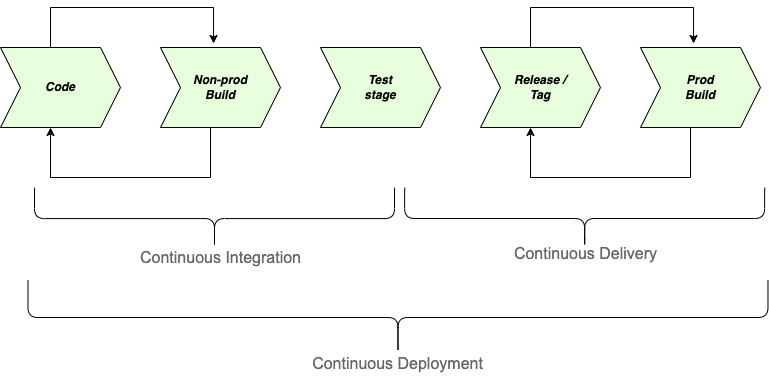 Code
Non-prod
Build
Test
stage
Release /
Tag
Prod
Build
Continuous Integration
Continuous Delivery
Continuous Deployment